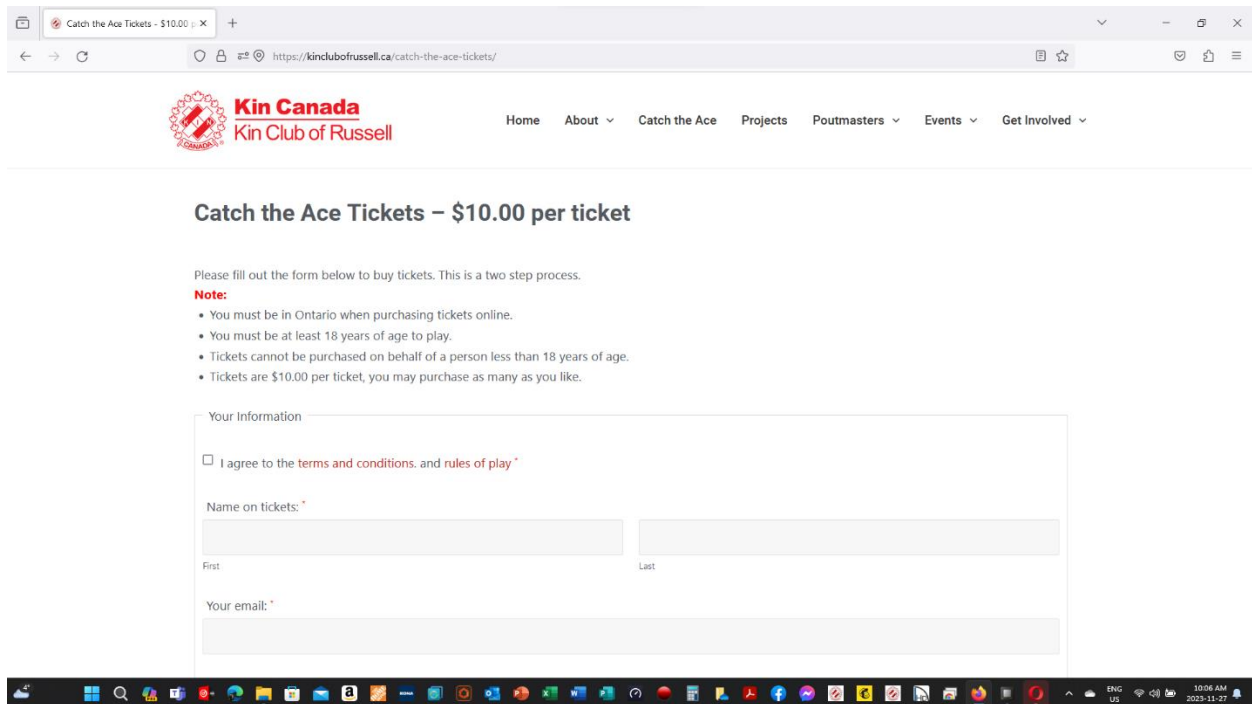 Catch the Ace Tickets - $10.00 p
https://kinclubofrussell.ca/catch-the-ace-tickets/
KIN
CANADA
Kin Canada
Kin Club of Russell
Home About Catch the Ace Projects Poutmasters Events Get Involved
Catch the Ace Tickets – $10.00 per ticket
Please fill out the form below to buy tickets. This is a two step process.
Note:
• You must be in Ontario when purchasing tickets online.
• You must be at least 18 years of age to play.
• Tickets cannot be purchased on behalf of a person less than 18 years of age.
• Tickets are $10.00 per ticket, you may purchase as many as you like.
Your Information
I agree to the terms and conditions. and rules of play *
Name on tickets: *
First Last
Your email: *
ENG 10:06 AM
US 2023-11-27